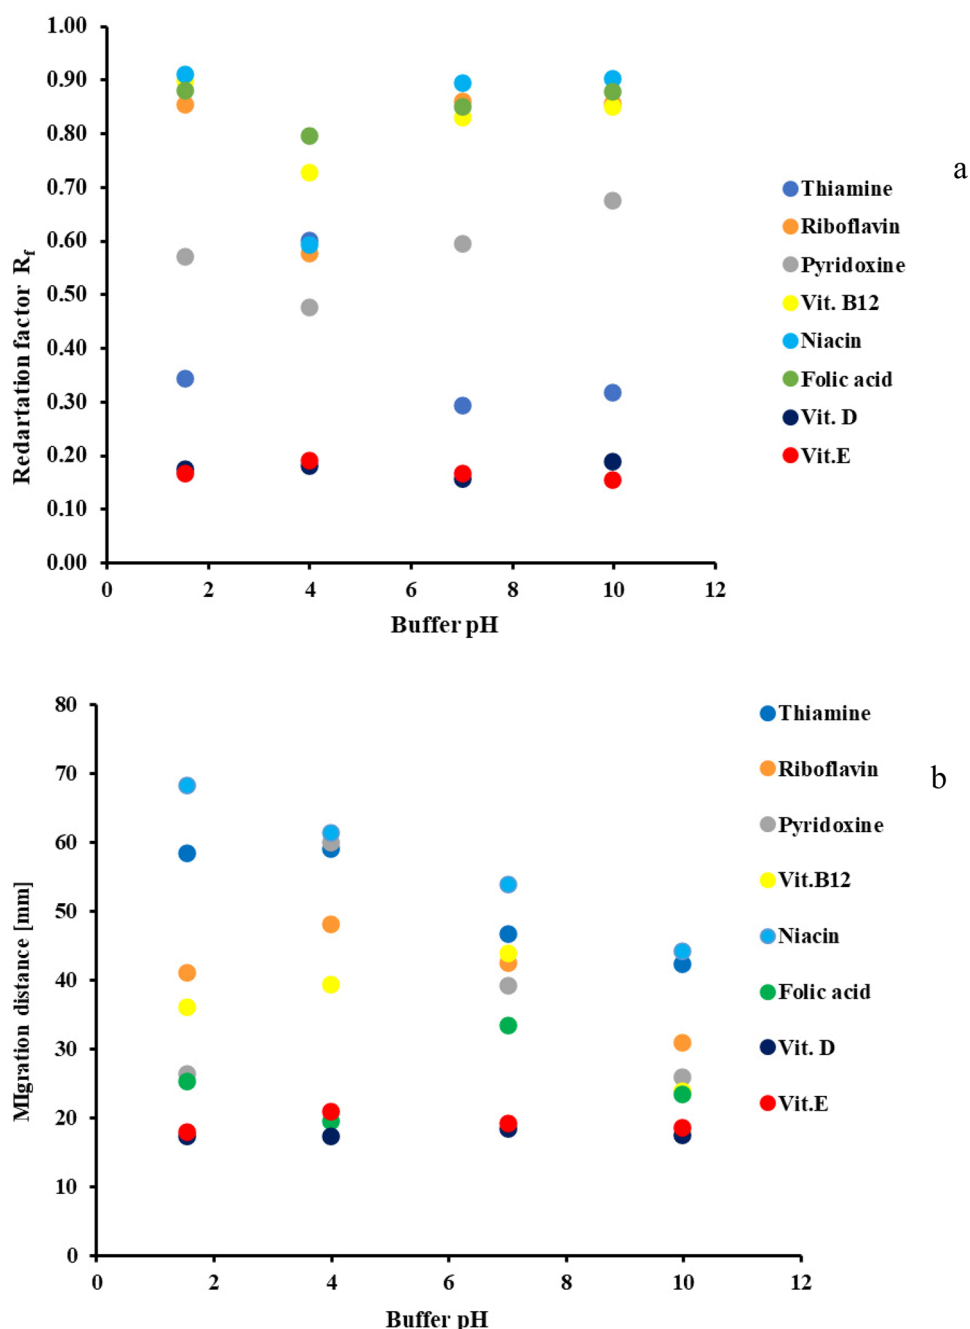 1.00
0.90
0.80
0.70
0.60
0.50
0.40
0.30
0.20
0.10
0.00
Redartation factor Rf
0 2 4 6 8 10 12
Buffer pH
a
Thiamine
Riboflavin
Pyridoxine
Vit. B12
Niacin
Folic acid
Vit. D
Vit.E
80
70
60
50
40
30
20
10
0
MIgration distance [mm]
0 2 4 6 8 10 12
Buffer pH
b
Thiamine
Riboflavin
Pyridoxine
Vit.B12
Niacin
Folic acid
Vit. D
Vit.E